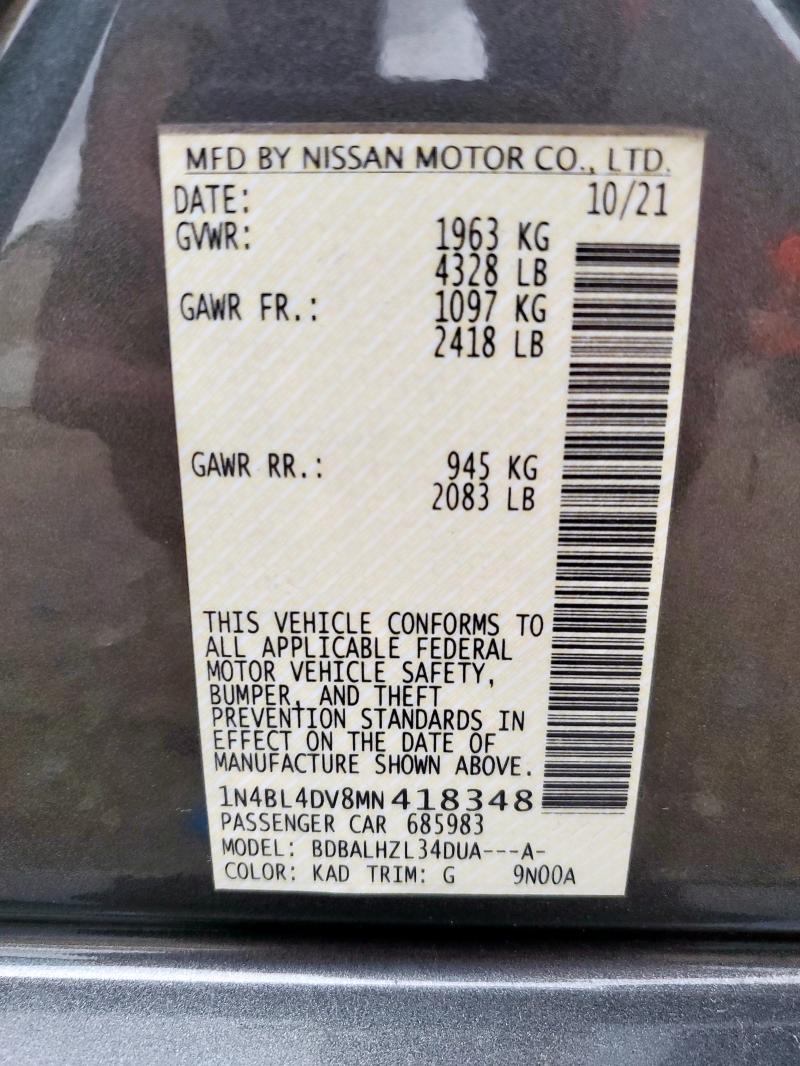 MFD BY NISSAN MOTOR CO., LTD.
DATE: 10/21
GVWR: 1963 KG
4328 LB
GAWR FR.: 1097 KG
2418 LB
GAWR RR.: 945 KG
2083 LB
THIS VEHICLE CONFORMS TO
ALL APPLICABLE FEDERAL
MOTOR VEHICLE SAFETY,
BUMPER, AND THEFT
PREVENTION STANDARDS IN
EFFECT ON THE DATE OF
MANUFACTURE SHOWN ABOVE.
1N4BL4DV8MN418348
PASSENGER CAR 685983
MODEL: BDBALHZL34DUA---A-
COLOR: KAD TRIM: G 9N00A